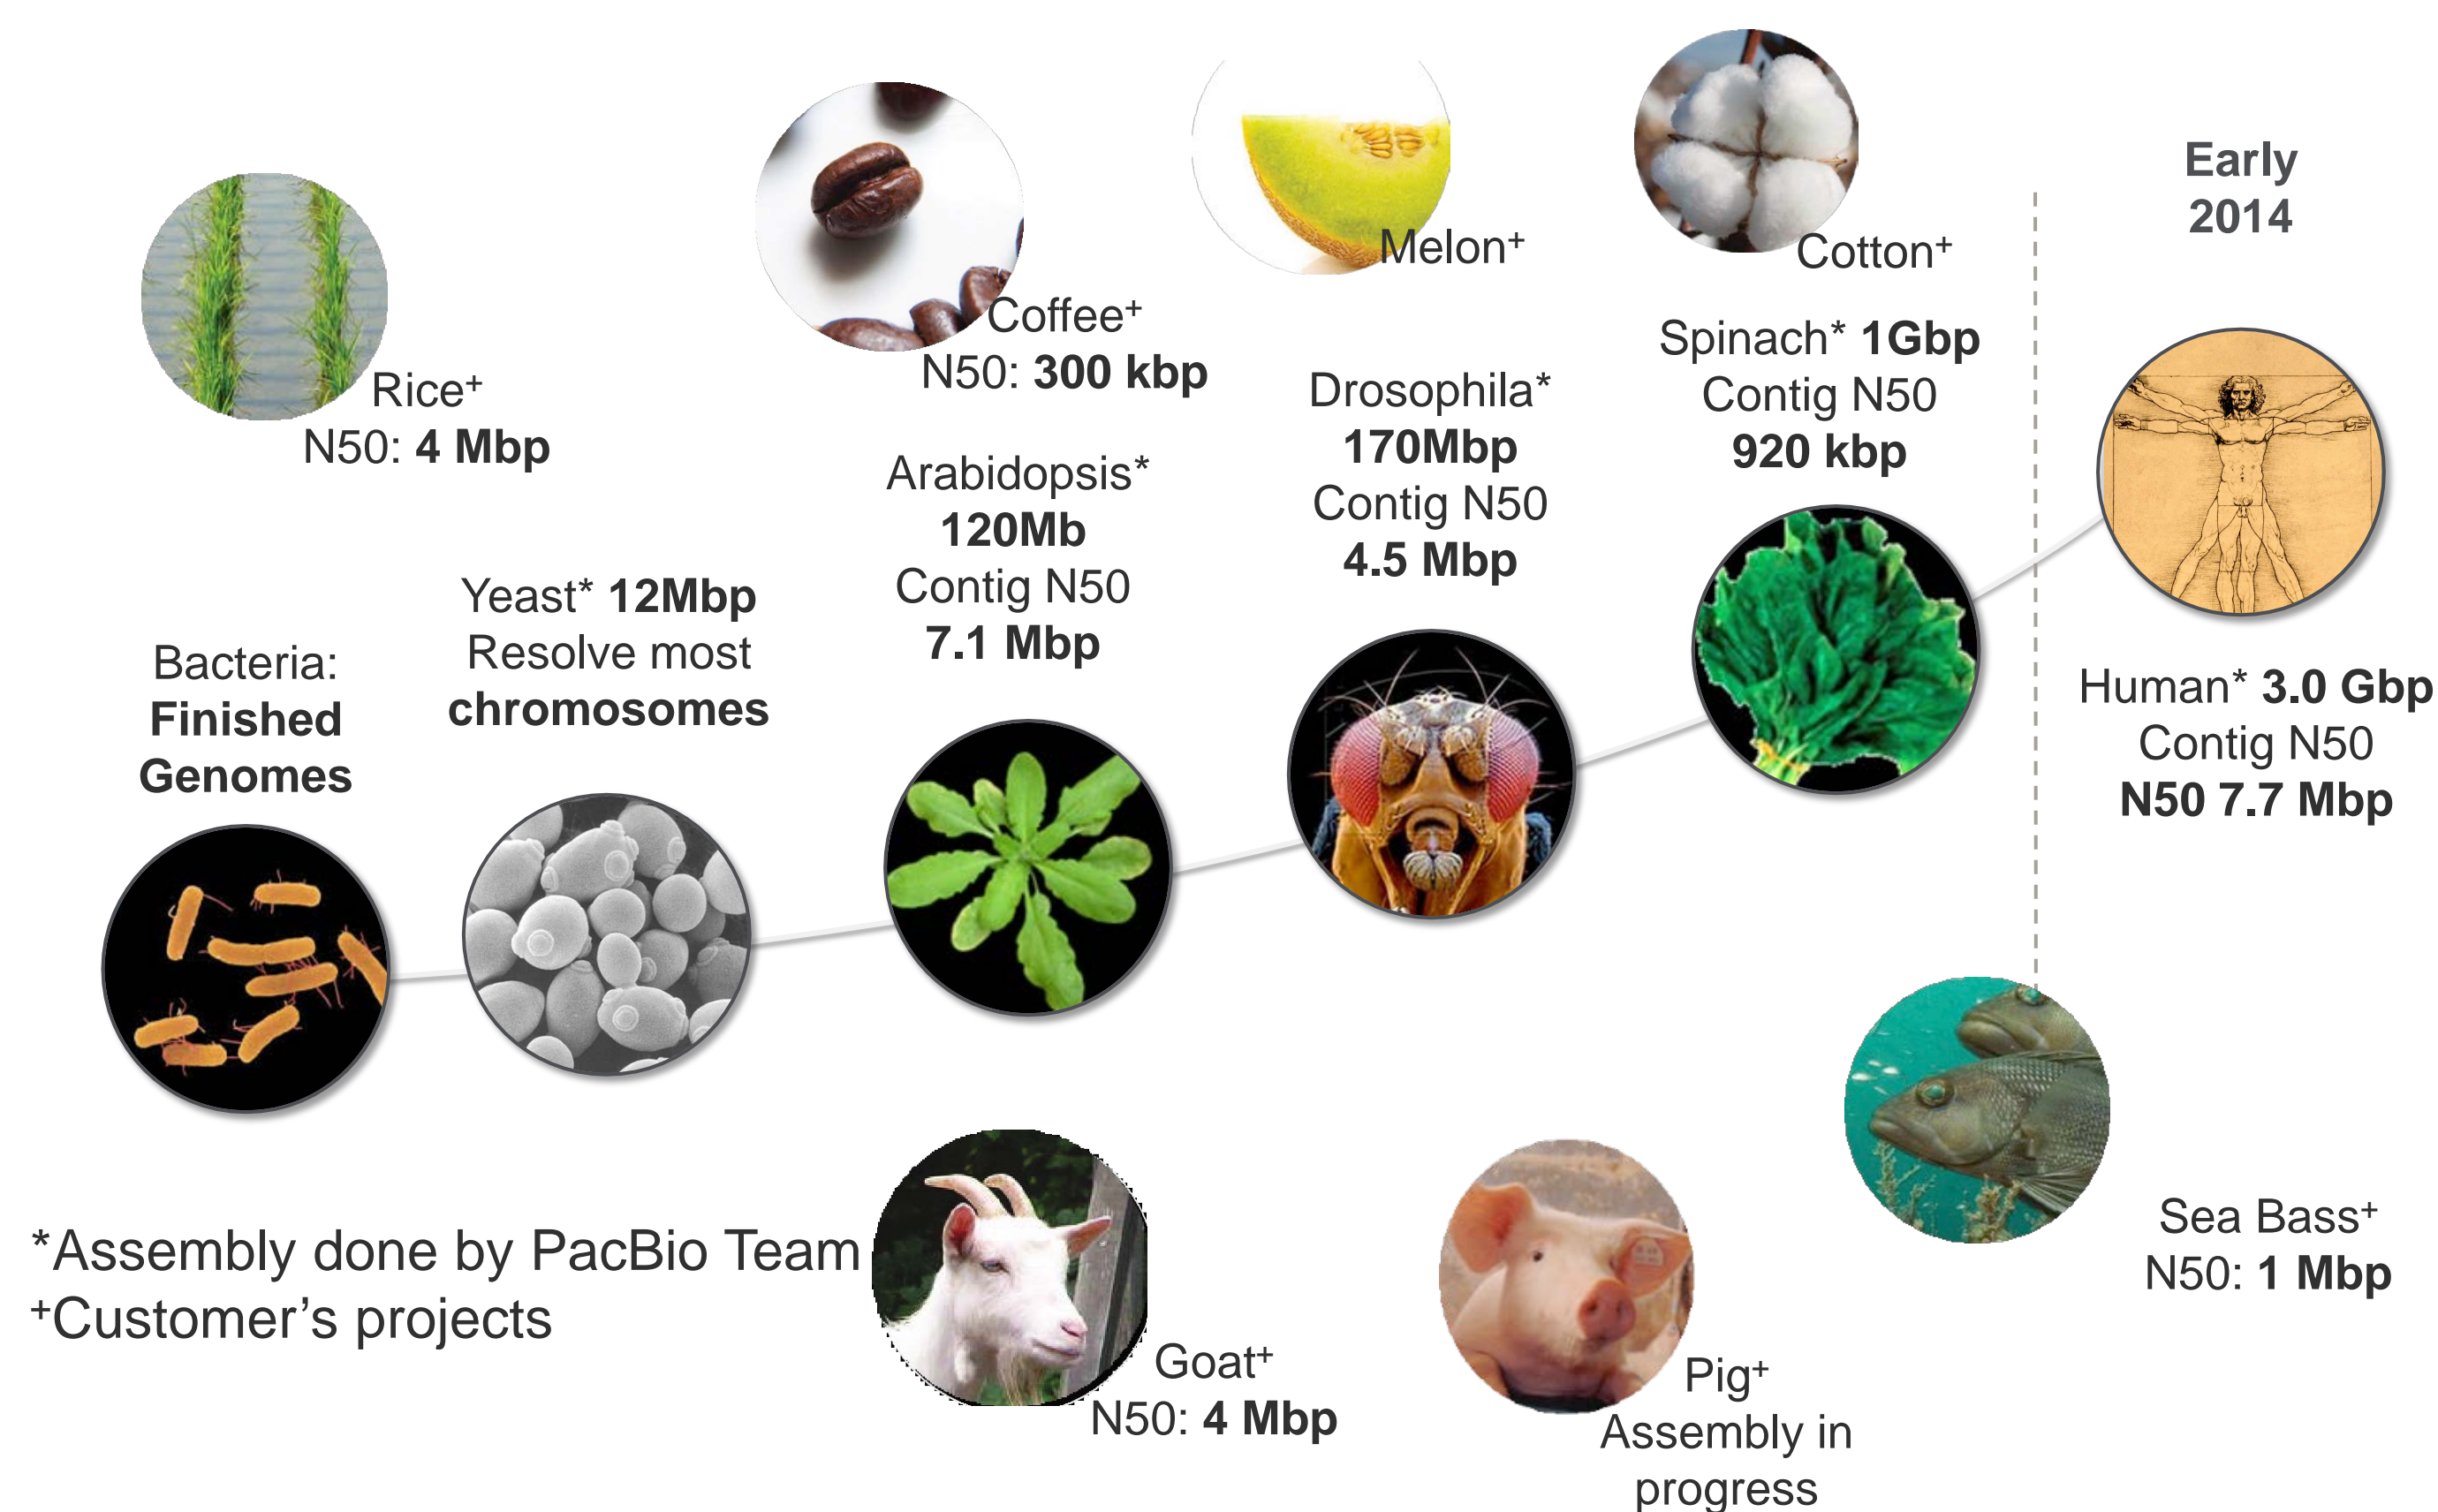 Early
2014
Melon⁺
Cotton⁺
Coffee⁺
N50: 300 kbp
Rice⁺
N50: 4 Mbp
Spinach* 1Gbp
Contig N50
920 kbp
Drosophila*
170Mbp
Contig N50
4.5 Mbp
Arabidopsis*
120Mb
Contig N50
7.1 Mbp
Yeast* 12Mbp
Resolve most
chromosomes
Bacteria:
Finished
Genomes
Human* 3.0 Gbp
Contig N50
N50 7.7 Mbp
Sea Bass⁺
N50: 1 Mbp
*Assembly done by PacBio Team
⁺Customer’s projects
Goat⁺
N50: 4 Mbp
Pig⁺
Assembly in
progress